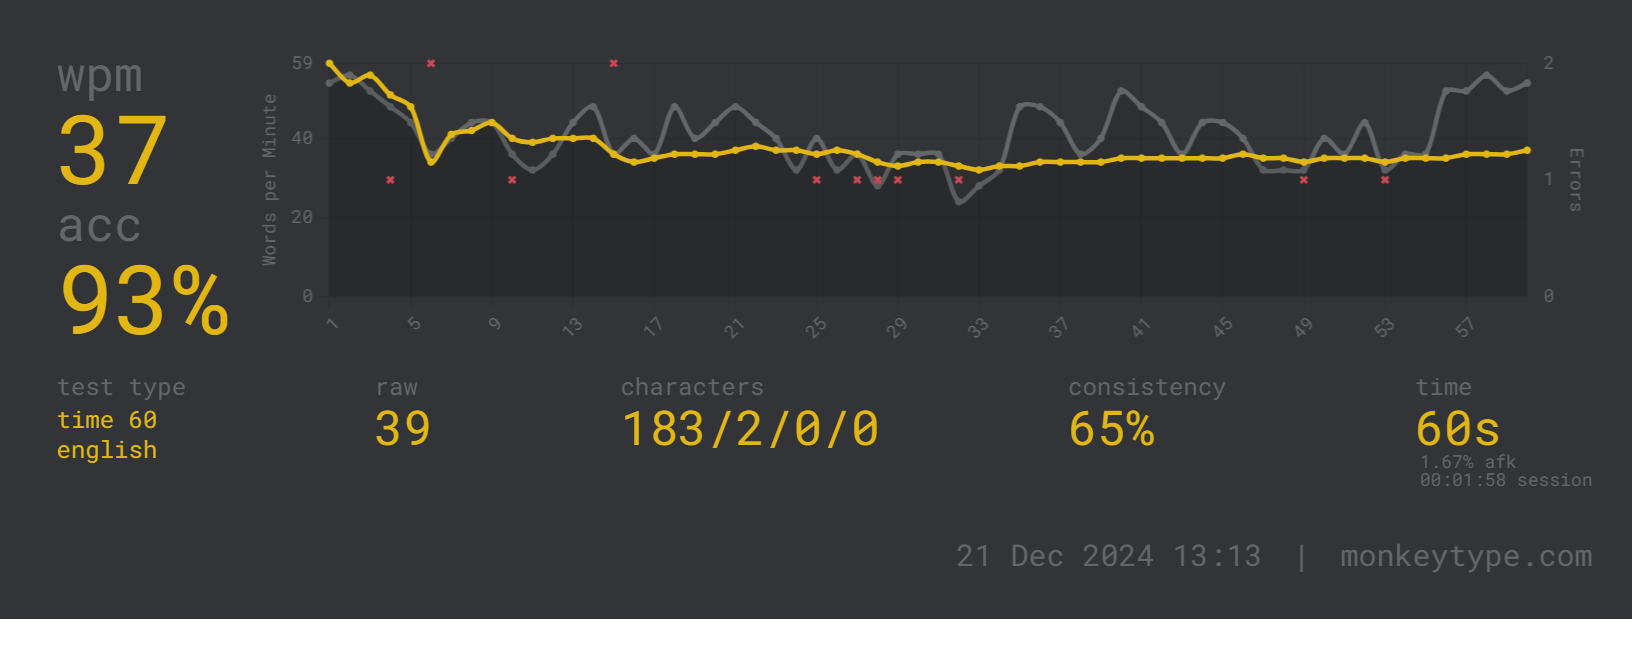 wpm
37
acc
93%
Words per Minute
59
40
20
0
2
1
0
Errors
1 5 9 13 17 21 25 29 33 37 41 45 49 53 57
test type
time 60
english
raw
39
characters
183/2/0/0
consistency
65%
time
60s
1.67% afk
00:01:58 session
21 Dec 2024 13:13 | monkeytype.com